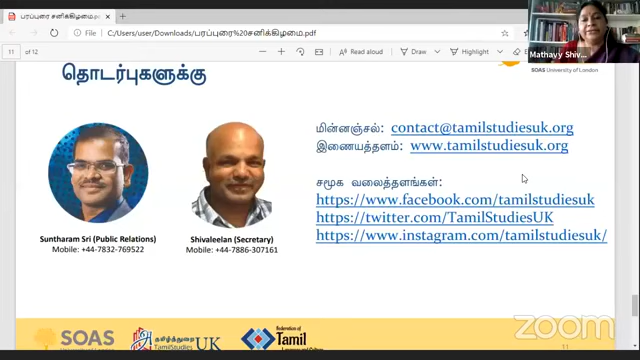 பரப்புரை சனிக்கிழமை.pdf
File
C:/Users/user/Downloads/பரப்புரை%20சனிக்கிழமை.pdf
11 of 12
Read aloud
Draw
Highlight
Erase
Mathavy Shiv...
SOAS University of London
தொடர்புகளுக்கு
மின்னஞ்சல்: contact@tamilstudiesuk.org
இணையத்தளம்: www.tamilstudiesuk.org
சமூக வலைத்தளங்கள்:
https://www.facebook.com/tamilstudiesuk
https://twitter.com/TamilStudiesUK
https://www.instagram.com/tamilstudiesuk/
Suntharam Sri (Public Relations)
Mobile: +44-7832-769522
Shivaleelan (Secretary)
Mobile: +44-7886-307161
SOAS
தமிழ்த்துறை
TamilStudies UK
Federation of
Tamil
11
zoom